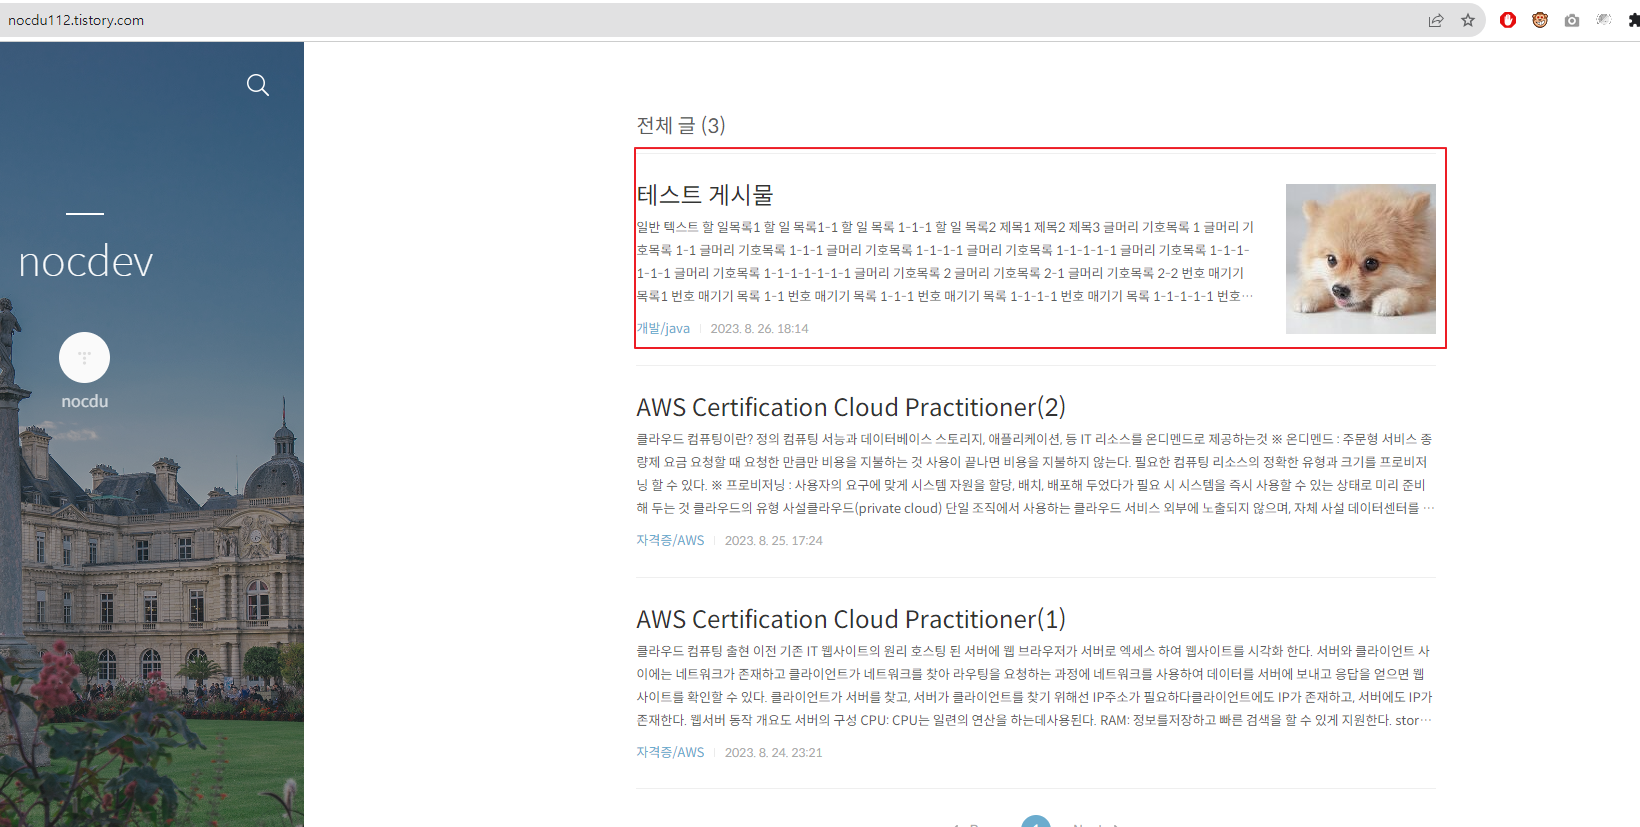 nocdu112.tistory.com
nocdev
nocdu
전체 글 (3)
테스트 게시물
일반 텍스트 할 일목록1 할 일 목록1-1 할 일 목록 1-1-1 할 일 목록2 제목1 제목2 제목3 글머리 기호목록 1 글머리 기
호목록 1-1 글머리 기호목록 1-1-1 글머리 기호목록 1-1-1-1 글머리 기호목록 1-1-1-1-1 글머리 기호목록 1-1-1-
1-1-1 글머리 기호목록 1-1-1-1-1-1-1 글머리 기호목록 2 글머리 기호목록 2-1 글머리 기호목록 2-2 번호 매기기
목록1 번호 매기기 목록 1-1 번호 매기기 목록 1-1-1 번호 매기기 목록 1-1-1-1 번호 매기기 목록 1-1-1-1-1 번호…
개발/java 2023. 8. 26. 18:14
AWS Certification Cloud Practitioner(2)
클라우드 컴퓨팅이란? 정의 컴퓨팅 서능과 데이터베이스 스토리지, 애플리케이션, 등 IT 리소스를 온디멘드로 제공하는것 ※ 온디멘드 : 주문형 서비스 종
량제 요금 요청할 때 요청한 만큼만 비용을 지불하는 것 사용이 끝나면 비용을 지불하지 않는다. 필요한 컴퓨팅 리소스의 정확한 유형과 크기를 프로비저
닝 할 수 있다. ※ 프로비저닝 : 사용자의 요구에 맞게 시스템 자원을 할당, 배치, 배포해 두었다가 필요 시 시스템을 즉시 사용할 수 있는 상태로 미리 준비
해 두는 것 클라우드의 유형 사설클라우드(private cloud) 단일 조직에서 사용하는 클라우드 서비스 외부에 노출되지 않으며, 자체 사설 데이터센터를 …
자격증/AWS 2023. 8. 25. 17:24
AWS Certification Cloud Practitioner(1)
클라우드 컴퓨팅 출현 이전 기존 IT 웹사이트의 원리 호스팅 된 서버에 웹 브라우저가 서버로 엑세스 하여 웹사이트를 시각화 한다. 서버와 클라이언트 사
이에는 네트워크가 존재하고 클라이언트가 네트워크를 찾아 라우팅을 요청하는 과정에 네트워크를 사용하여 데이터를 서버에 보내고 응답을 얻으면 웹
사이트를 확인할 수 있다. 클라이언트가 서버를 찾고, 서버가 클라이언트를 찾기 위해선 IP주소가 필요하다클라이언트에도 IP가 존재하고, 서버에도 IP가
존재한다. 웹서버 동작 개요도 서버의 구성 CPU: CPU는 일련의 연산을 하는데사용된다. RAM: 정보를저장하고 빠른 검색을 할 수 있게 지원한다. stor…
자격증/AWS 2023. 8. 24. 23:21